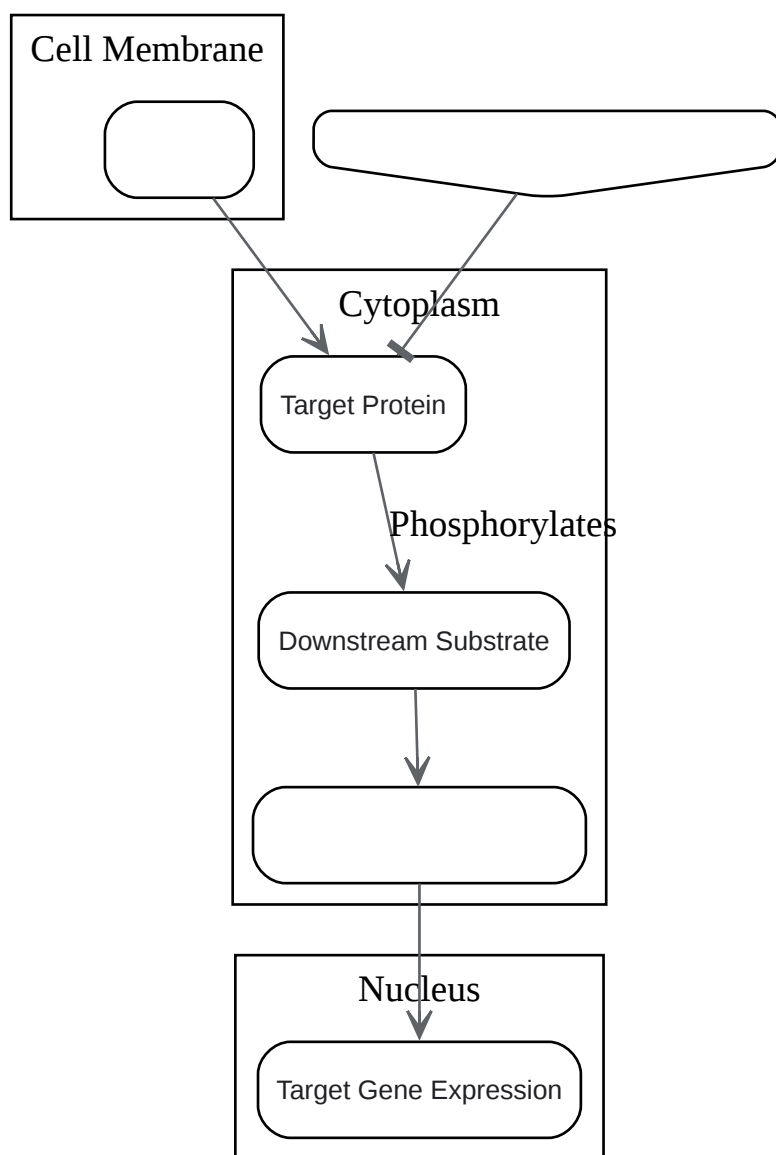 Cell Membrane
Cytoplasm
Target Protein
Phosphorylates
Downstream Substrate
Nucleus
Target Gene Expression